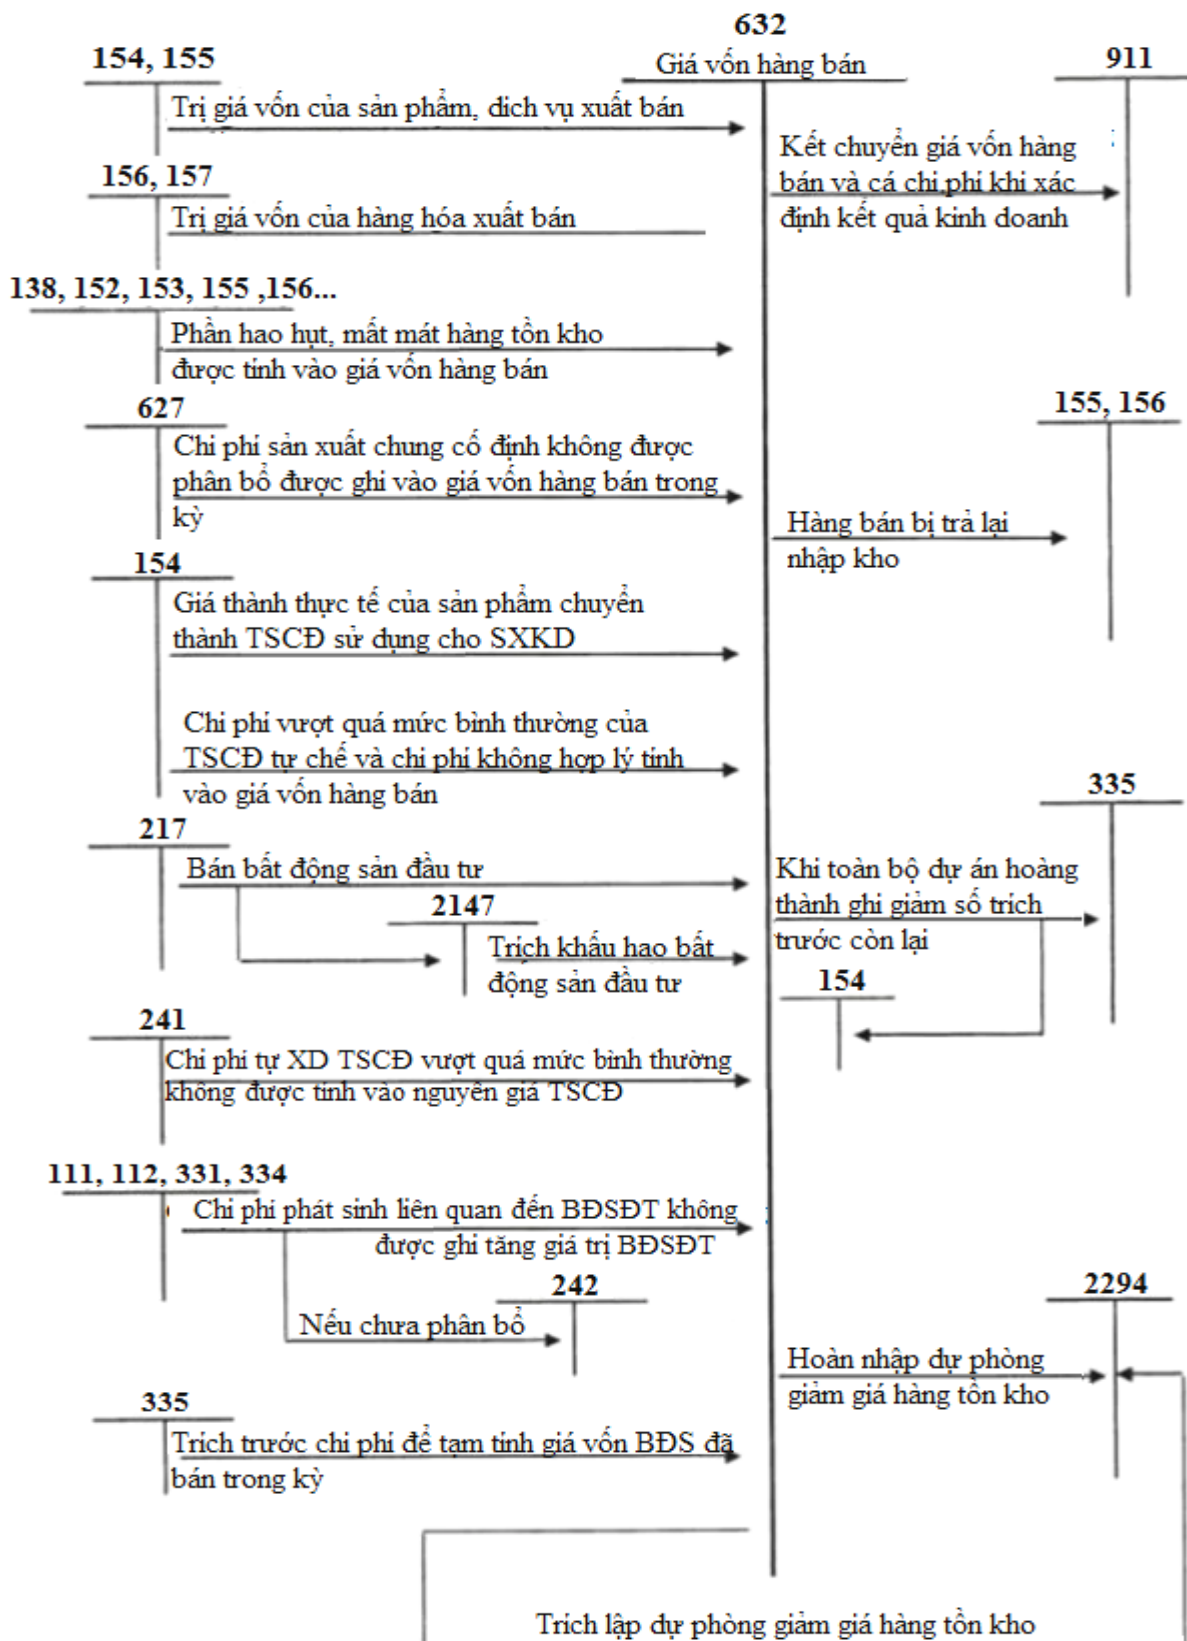 632
154, 155
Giá vốn hàng bán
911
Trị giá vốn của sản phẩm, dich vụ xuất bán
Kết chuyển giá vốn hàng
bán và cá chi phí khi xác
định kết quả kinh doanh
156, 157
Trị giá vốn của hàng hóa xuất bán
138, 152, 153, 155 ,156...
Phần hao hụt, mất mát hàng tồn kho
được tính vào giá vốn hàng bán
627
Chi phí sản xuất chung cố định không được
phân bổ được ghi vào giá vốn hàng bán trong
kỳ
155, 156
Hàng bán bị trả lại
nhập kho
154
Giá thành thực tế của sản phẩm chuyển
thành TSCĐ sử dụng cho SXKD
Chi phí vượt quá mức bình thường của
TSCĐ tự chế và chi phí không hợp lý tính
vào giá vốn hàng bán
335
217
Bán bất động sản đầu tư
Khi toàn bộ dự án hoàng
thành ghi giảm số trích
trước còn lại
2147
Trích khấu hao bất
động sản đầu tư
154
241
Chi phí tự XD TSCĐ vượt quá mức bình thường
không được tính vào nguyên giá TSCĐ
111, 112, 331, 334
Chi phí phát sinh liên quan đến BĐSĐT không
được ghi tăng giá trị BĐSĐT
242
Nếu chưa phân bổ
2294
Hoàn nhập dự phòng
giảm giá hàng tồn kho
335
Trích trước chi phí để tạm tính giá vốn BĐS đã
bán trong kỳ
Trích lập dự phòng giảm giá hàng tồn kho